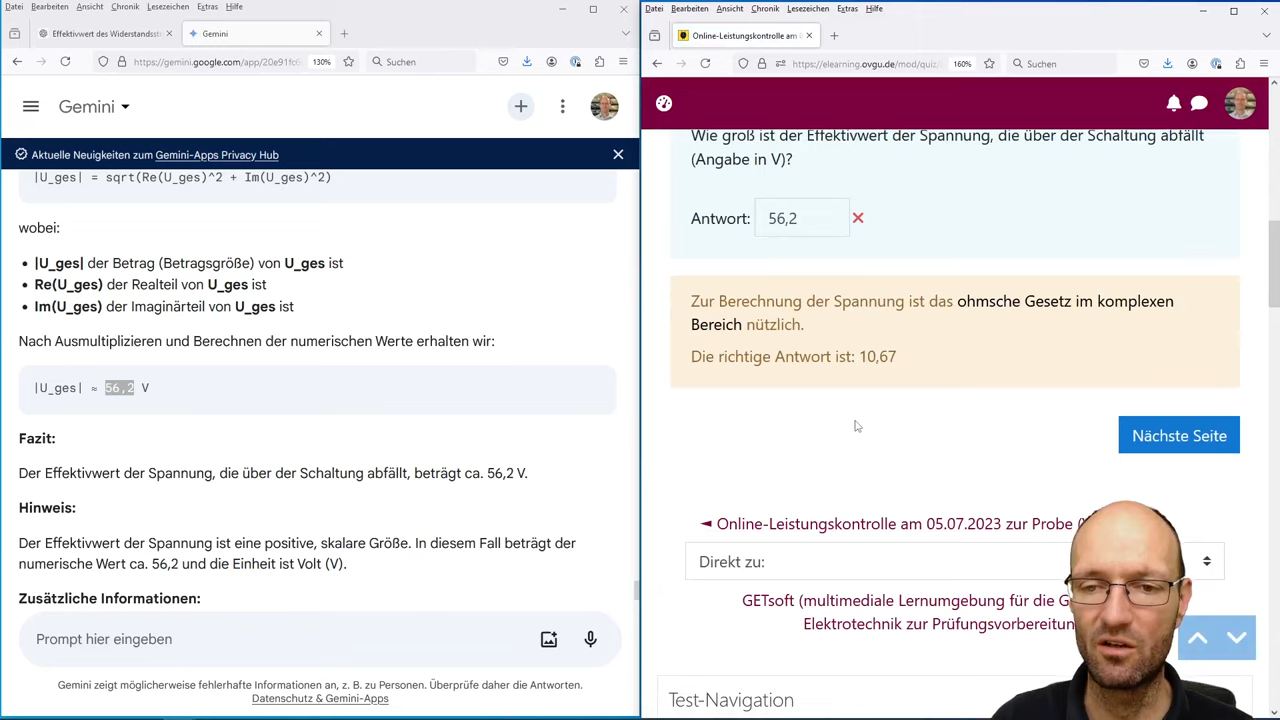 Datei Bearbeiten Ansicht Chronik Lesezeichen Extras Hilfe
Effektivwert des Widerstandsst
Gemini
https://gemini.google.com/app/20e91fc6
130%
Suchen
Gemini
Aktuelle Neuigkeiten zum Gemini-Apps Privacy Hub
|U_ges| = sqrt(Re(U_ges)^2 + Im(U_ges)^2)
wobei:
• |U_ges| der Betrag (Betragsgröße) von U_ges ist
• Re(U_ges) der Realteil von U_ges ist
• Im(U_ges) der Imaginärteil von U_ges ist
Nach Ausmultiplizieren und Berechnen der numerischen Werte erhalten wir:
|U_ges| ≈ 56,2 V
Fazit:
Der Effektivwert der Spannung, die über der Schaltung abfällt, beträgt ca. 56,2 V.
Hinweis:
Der Effektivwert der Spannung ist eine positive, skalare Größe. In diesem Fall beträgt der
numerische Wert ca. 56,2 und die Einheit ist Volt (V).
Zusätzliche Informationen:
Prompt hier eingeben
Gemini zeigt möglicherweise fehlerhafte Informationen an, z. B. zu Personen. Überprüfe daher die Antworten.
Datenschutz & Gemini-Apps
Datei Bearbeiten Ansicht Chronik Lesezeichen Extras Hilfe
Online-Leistungskontrolle am
https://elearning.ovgu.de/mod/quiz/
160%
Suchen
Wie groß ist der Effektivwert der Spannung, die über der Schaltung abfällt
(Angabe in V)?
Antwort: 56,2
Zur Berechnung der Spannung ist das ohmsche Gesetz im komplexen
Bereich nützlich.
Die richtige Antwort ist: 10,67
Nächste Seite
◄ Online-Leistungskontrolle am 05.07.2023 zur Probe
Direkt zu:
GETsoft (multimediale Lernumgebung für die G
Elektrotechnik zur Prüfungsvorbereitun
Test-Navigation